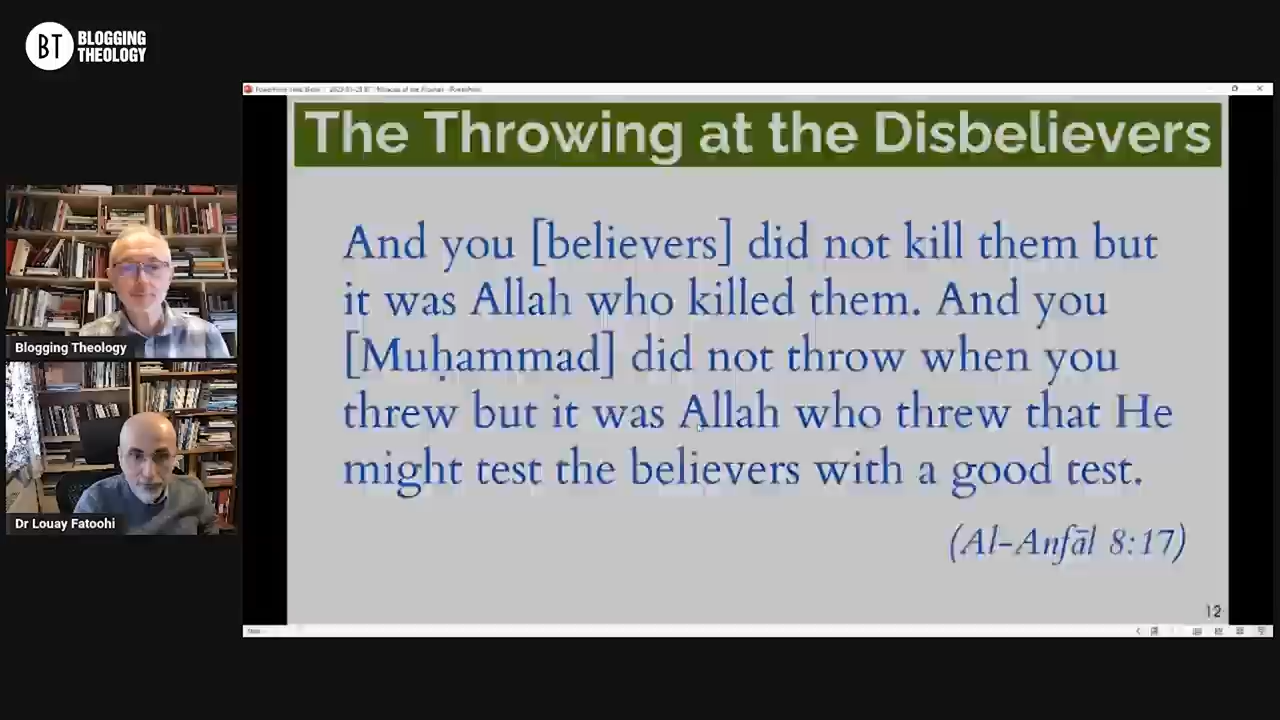 BT BLOGGING
THEOLOGY
The Throwing at the Disbelievers
And you [believers] did not kill them but
it was Allah who killed them. And you
[Muḥammad] did not throw when you
threw but it was Allah who threw that He
might test the believers with a good test.
(Al-Anfāl 8:17)
12
Blogging Theology
Dr Louay Fatoohi